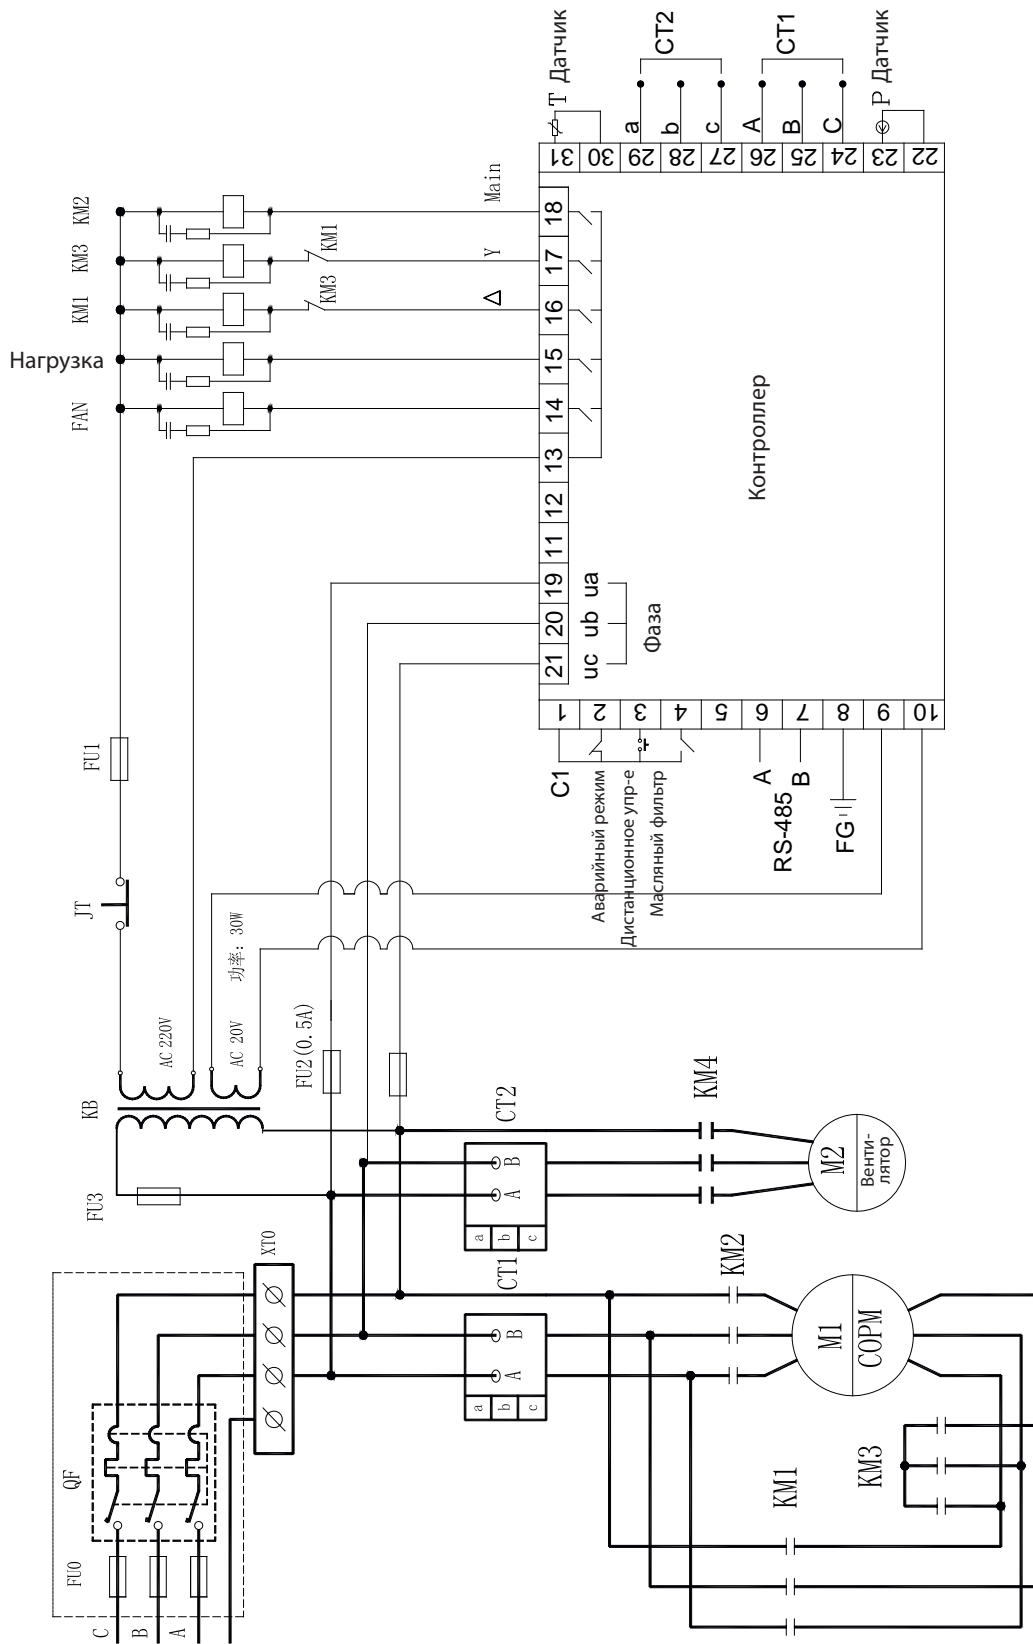 KM2
KM3
KM1
Нагрузка
FAN
KM1
KM3
Main
Y
Δ
T Датчик
CT2
a
b
c
CT1
A
B
C
P Датчик
31
30
29
28
27
26
25
24
23
22
18
17
16
15
14
13
12
11
19
20
21
ua
ub
uc
Фаза
Контроллер
1
2
3
4
5
6
7
8
9
10
C1
Аварийный режим
Дистанционное упр-е
Масляный фильтр
A
B
RS-485
FG
FU1
JT
AC 220V
AC 20V
功率: 30W
KB
FU2(0.5A)
FU3
CT2
A
B
a
b
c
KM4
M2
Венти-
лятор
XT0
QF
FU0
C
B
A
CT1
A
B
a
b
c
KM2
M1
COPM
KM1
KM3